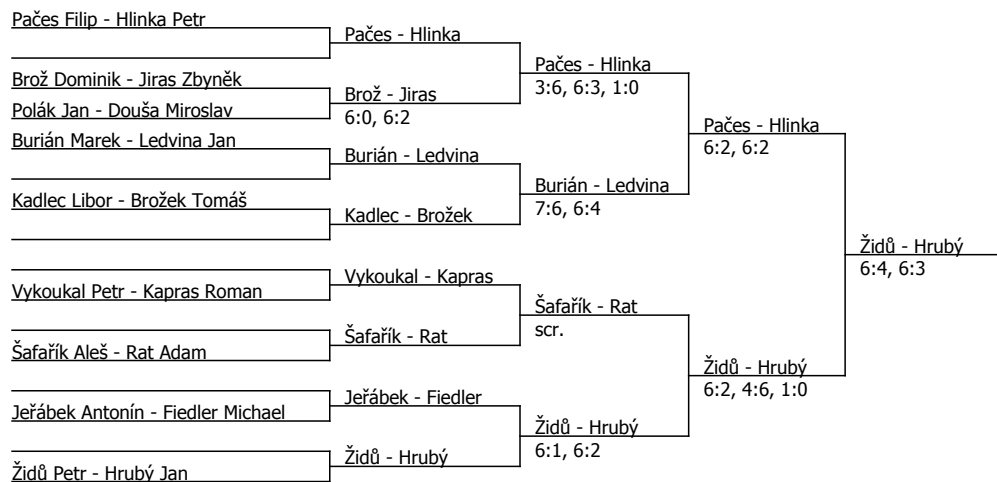 Pačes Filip - Hlinka Petr
Brož Dominik - Jiras Zbyněk
Polák Jan - Douša Miroslav
Burián Marek - Ledvina Jan
Kadlec Libor - Brožek Tomáš
Vykoukal Petr - Kapras Roman
Šafařík Aleš - Rat Adam
Jeřábek Antonín - Fiedler Michael
Židů Petr - Hrubý Jan
Pačes - Hlinka
Brož - Jiras
6:0, 6:2
Burián - Ledvina
Kadlec - Brožek
Vykoukal - Kapras
Šafařík - Rat
Jeřábek - Fiedler
Židů - Hrubý
Pačes - Hlinka
3:6, 6:3, 1:0
Burián - Ledvina
7:6, 6:4
Šafařík - Rat
scr.
Židů - Hrubý
6:1, 6:2
Pačes - Hlinka
6:2, 6:2
Židů - Hrubý
6:2, 4:6, 1:0
Židů - Hrubý
6:4, 6:3